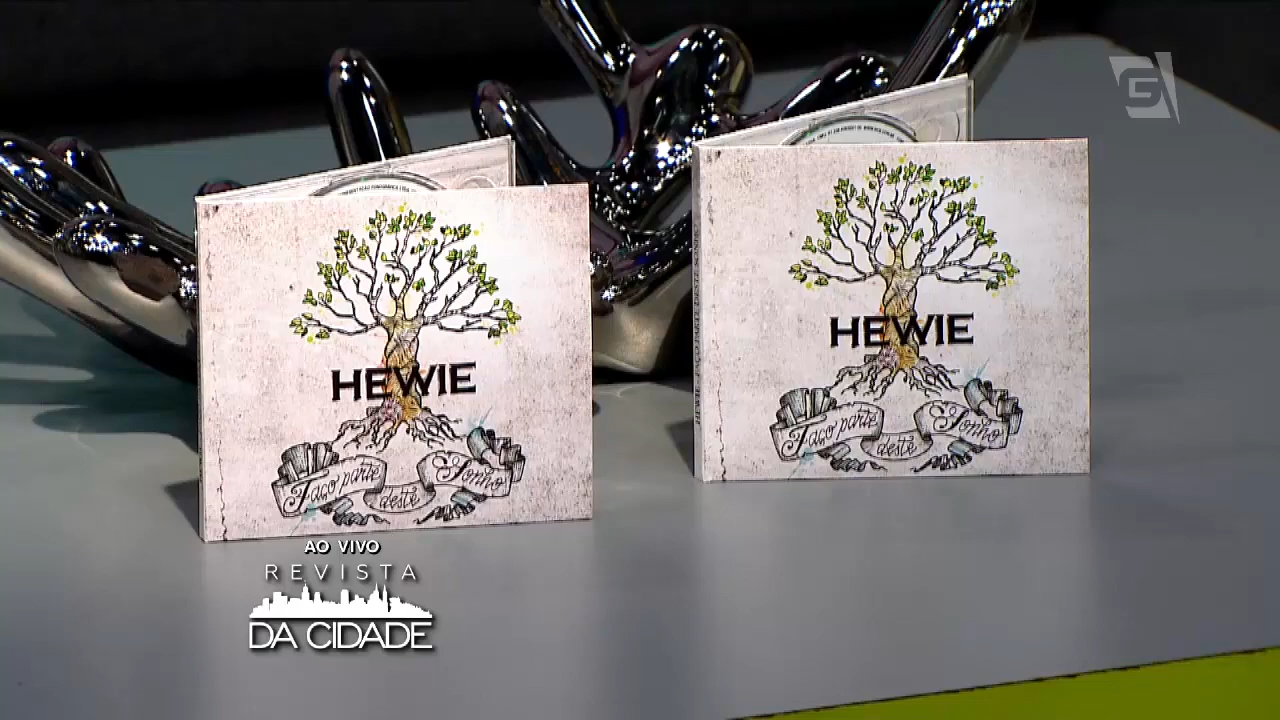 HEWIE
Faço parte
deste
Sonho
HEWIE
Faço parte
deste
Sonho
AO VIVO
REVISTA
DA CIDADE